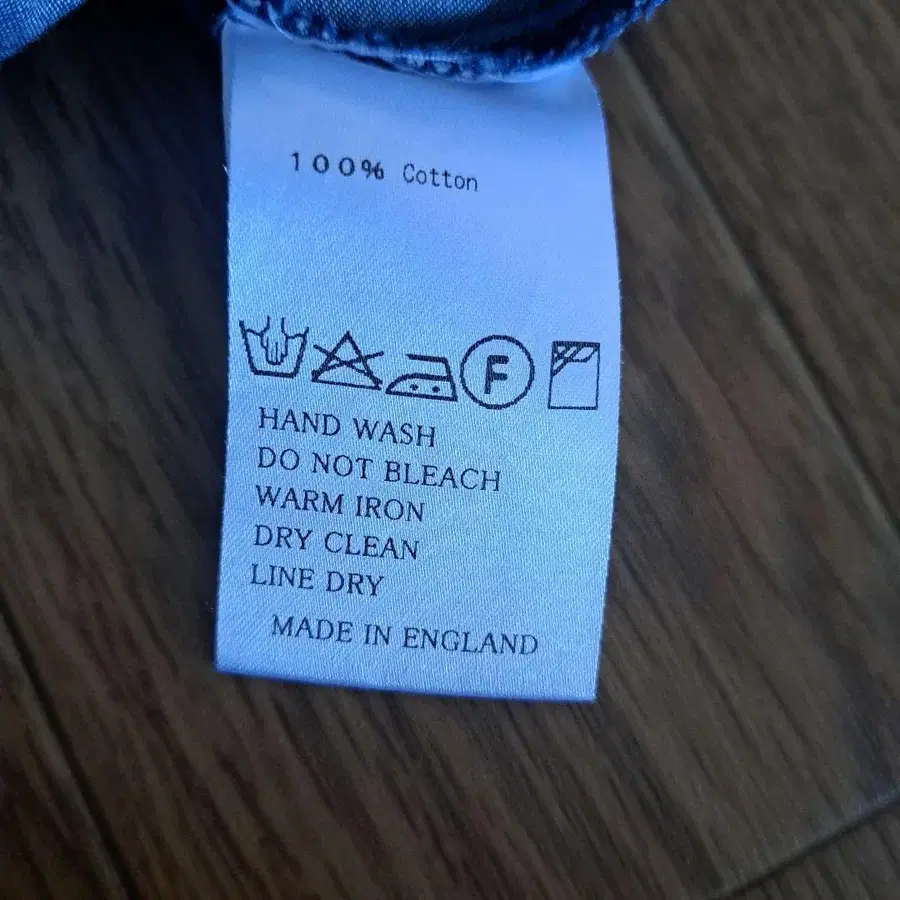 100% Cotton
F
HAND WASH
DO NOT BLEACH
WARM IRON
DRY CLEAN
LINE DRY
MADE IN ENGLAND